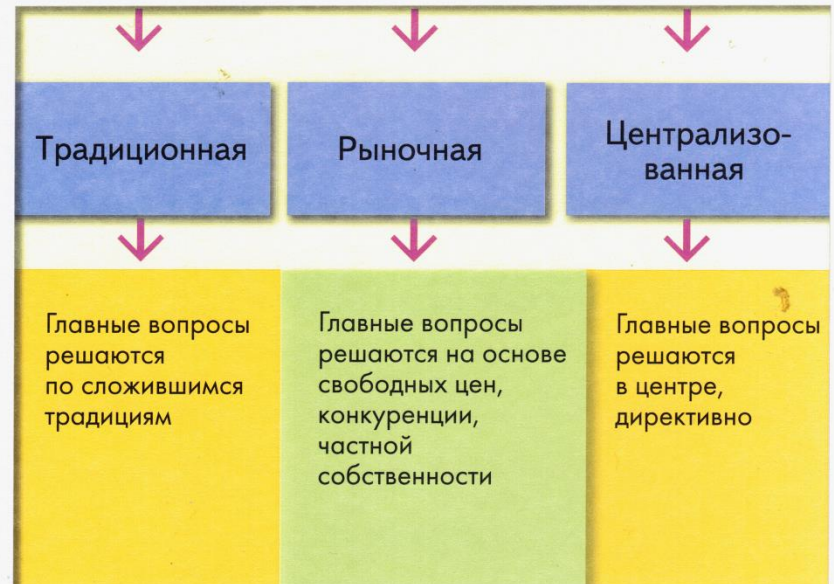 Традиционная
Рыночная
Централизо-
ванная
Главные вопросы
решаются
по сложившимся
традициям
Главные вопросы
решаются на основе
свободных цен,
конкуренции,
частной
собственности
Главные вопросы
решаются
в центре,
директивно